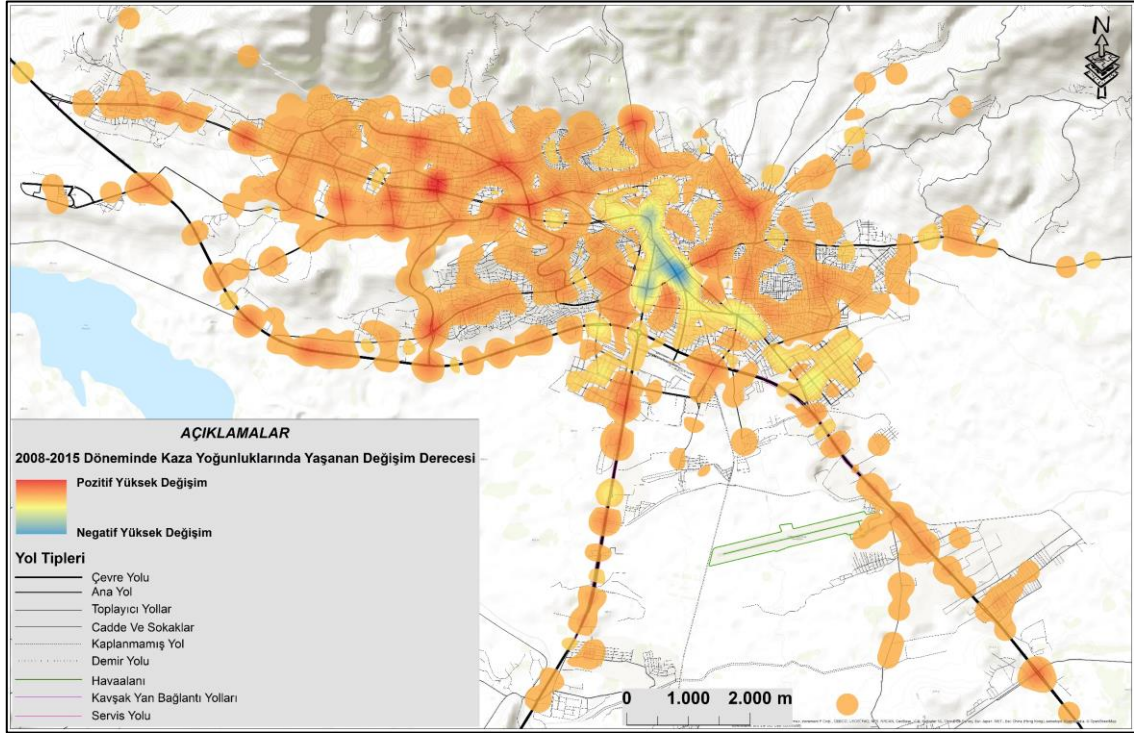 N
AÇIKLAMALAR
2008-2015 Döneminde Kaza Yoğunluklarında Yaşanan Değişim Derecesi
Pozitif Yüksek Değişim
Negatif Yüksek Değişim
Yol Tipleri
Çevre Yolu
Ana Yol
Toplayıcı Yollar
Cadde Ve Sokaklar
Kaplanmamış Yol
Demir Yolu
Havaalanı
Kavşak Yan Bağlantı Yolları
Servis Yolu
0 1.000 2.000 m